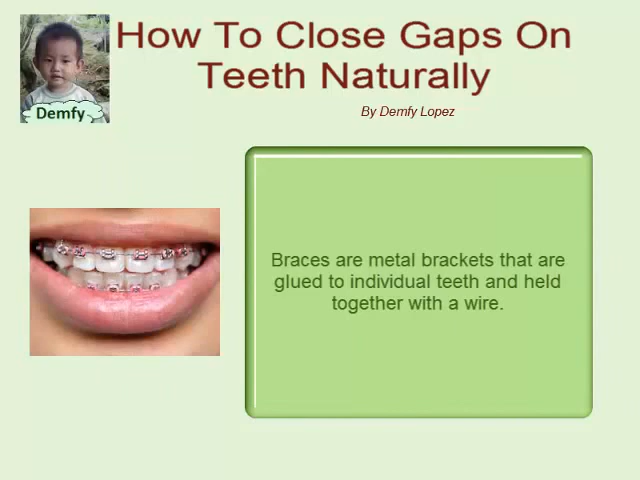 How To Close Gaps On
Teeth Naturally
By Demfy Lopez
Demfy
Braces are metal brackets that are
glued to individual teeth and held
together with a wire.